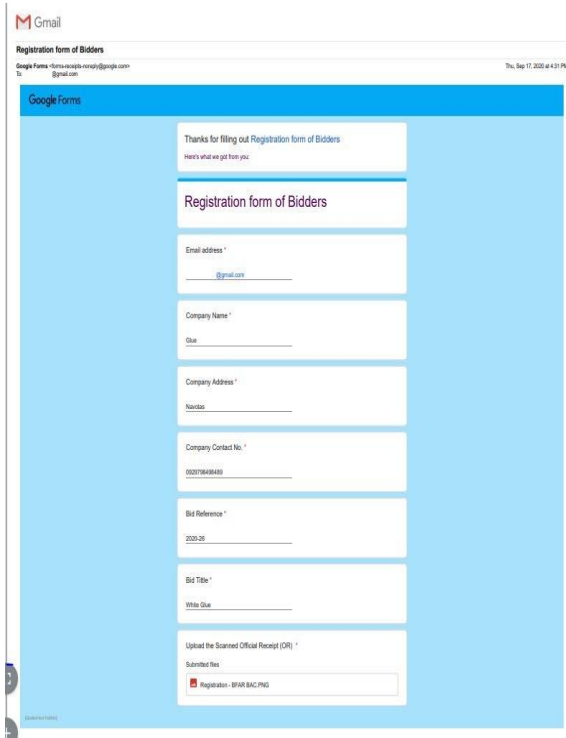 Gmail
Registration form of Bidders
Google Forms <forms-receipts-noreply@google.com>
Thu, Sep 17, 2020 at 4:31 PM
To: @gmail.com
Google Forms
Thanks for filling out Registration form of Bidders
Here's what we got from you:
Registration form of Bidders
Email address *
@gmail.com
Company Name *
Glue
Company Address *
Navotas
Company Contact No. *
Bid Reference *
2020-26
Bid Tittle *
White Glue
Upload the Scanned Official Receipt (OR) *
Submitted files
Registration - BFAR BAC.PNG